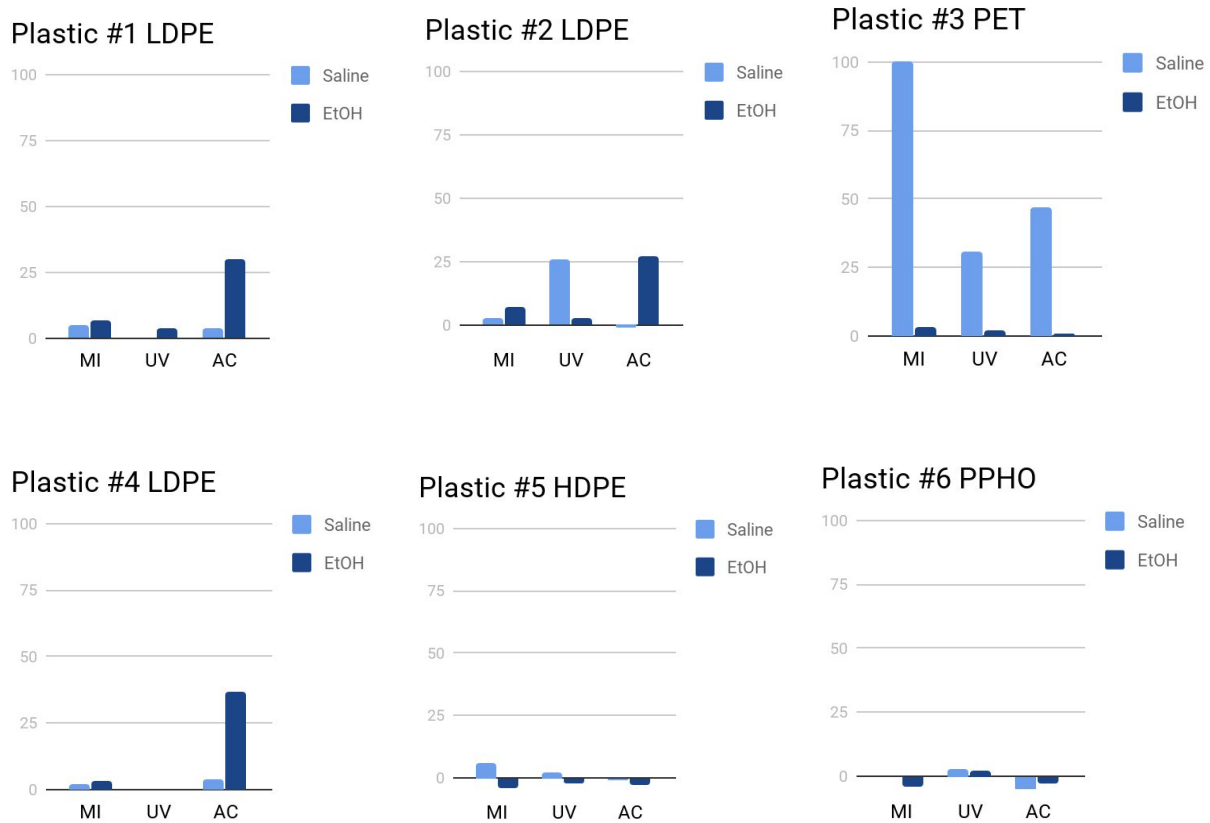 Plastic #1 LDPE
Saline
EtOH
100
75
50
25
0
MI UV AC
Plastic #2 LDPE
Saline
EtOH
100
75
50
25
0
MI UV AC
Plastic #3 PET
Saline
EtOH
100
75
50
25
0
MI UV AC
Plastic #4 LDPE
Saline
EtOH
100
75
50
25
0
MI UV AC
Plastic #5 HDPE
Saline
EtOH
100
75
50
25
0
MI UV AC
Plastic #6 PPHO
Saline
EtOH
100
75
50
25
0
MI UV AC